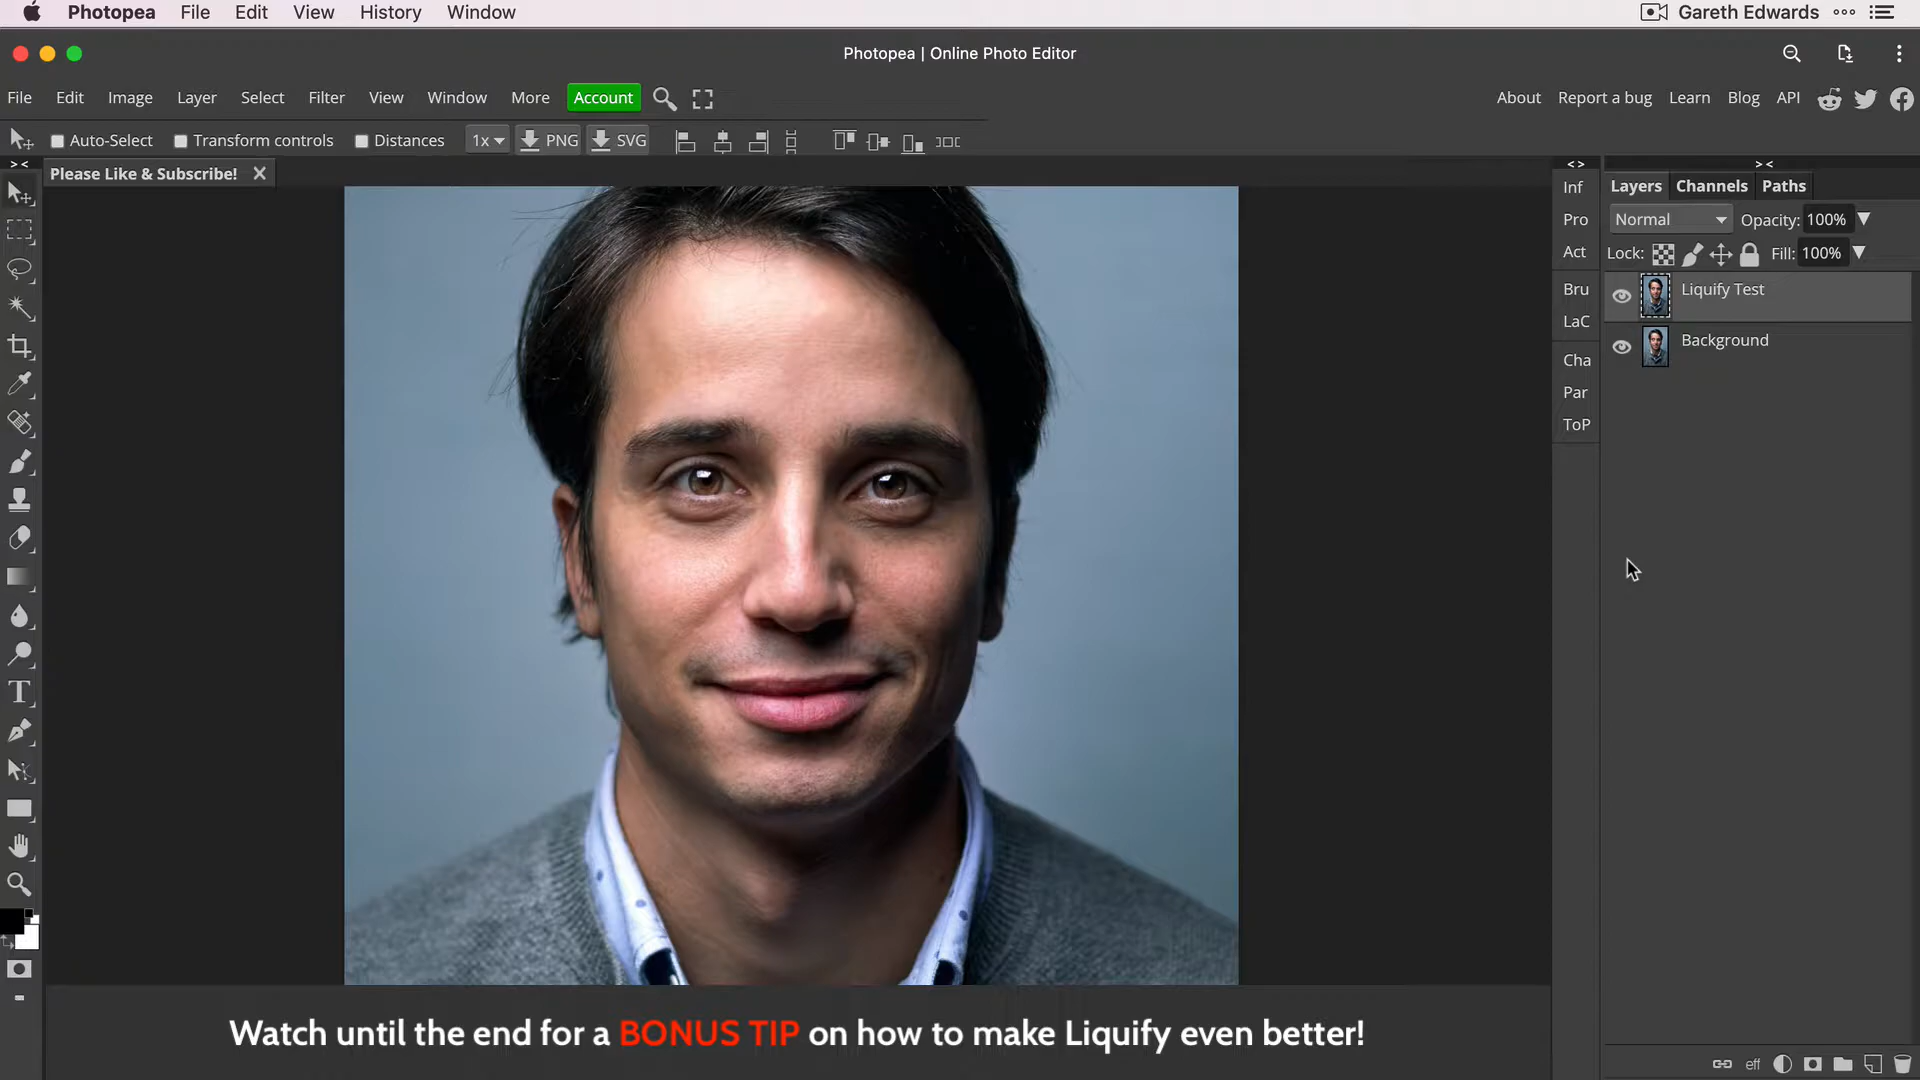 Photopea File Edit View History Window Gareth Edwards
Photopea | Online Photo Editor
File Edit Image Layer Select Filter View Window More Account About Report a bug Learn Blog API
Auto-Select Transform controls Distances 1x PNG SVG
> < < > > <
Please Like & Subscribe! X
Inf
Pro
Act
Bru
LaC
Cha
Par
ToP
Layers Channels Paths
Normal Opacity: 100%
Lock: Fill: 100%
Liquify Test
Background
T
Watch until the end for a BONUS TIP on how to make Liquify even better!
eff